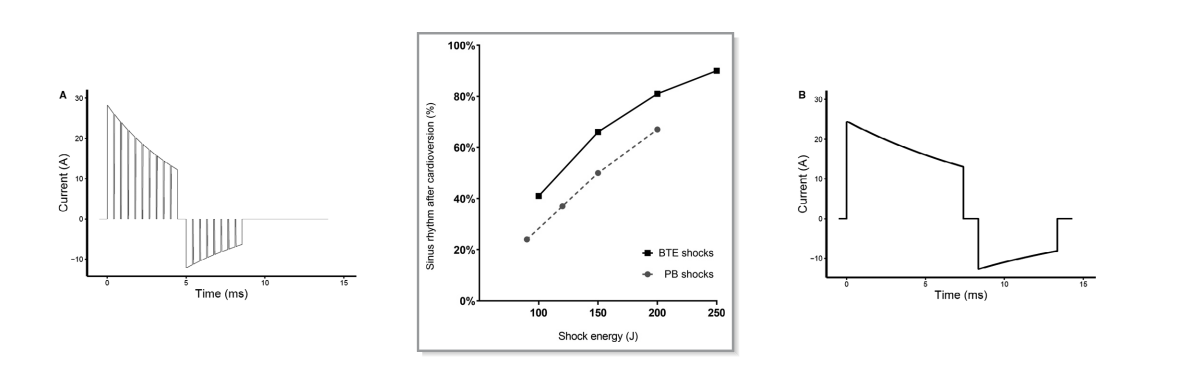 A
30
20
10
0
−10
0
5
10
15
Current (A)
Time (ms)
100%
80%
60%
40%
20%
0%
100
150
200
250
Sinus rhythm after cardioversion (%)
Shock energy (J)
BTE shocks
PB shocks
B
30
20
10
0
−10
0
5
10
15
Current (A)
Time (ms)